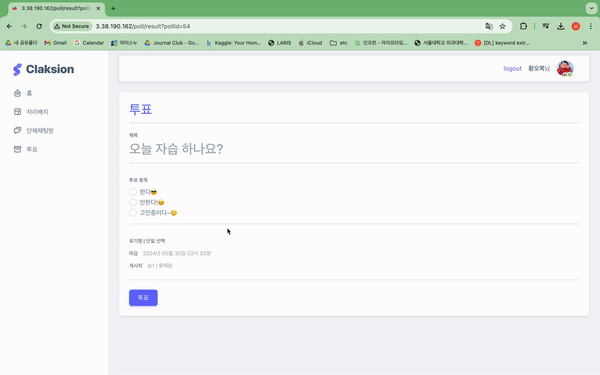 3.38.190.162/poll/result?poll
Not Secure
3.38.190.162/poll/result?pollId=54
내 공유폴더
Gmail
Calendar
마이스누
Journal Club - Go...
Kaggle: Your Hom...
LARIS
iCloud
etc
인프런 - 라이프타임...
서울대학교 의과대학...
[DL] keyword extr...
Claksion
logout
황오복님
홈
자리배치
단체채팅방
투표
투표
제목
오늘 자습 하나요?
투표 항목
한다😎
안한다!😝
고민중이다~
유기명 | 단일 선택
마감 2024년 05월 30일 02시 00분
게시자 @1 |
투표